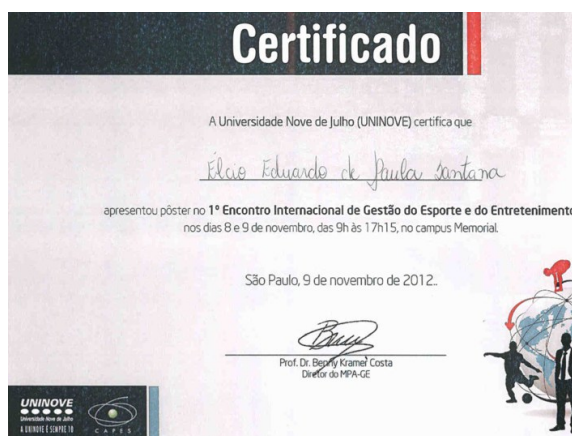 Certificado
A Universidade Nove de Julho (UNINOVE) certifica que
Élcio Eduardo de Paula Santana
apresentou pôster no 1º Encontro Internacional de Gestão do Esporte e do Entretenimento
nos dias 8 e 9 de novembro, das 9h às 17h15, no campus Memorial.
São Paulo, 9 de novembro de 2012..
Prof. Dr. Benny Kramer Costa
Diretor do MPA-GE
UNINOVE
Universidade Nove de Julho
A UNINOVE É SEMPRE 10
CAPES